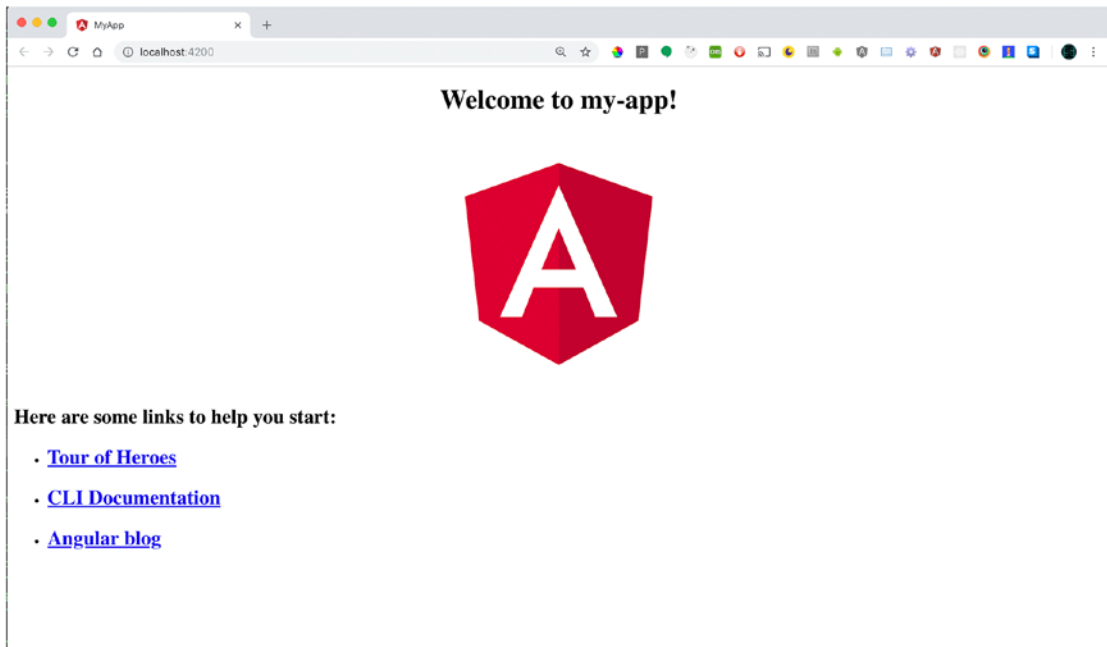 MyApp
localhost:4200
Welcome to my-app!
A
Here are some links to help you start:
Tour of Heroes
CLI Documentation
Angular blog